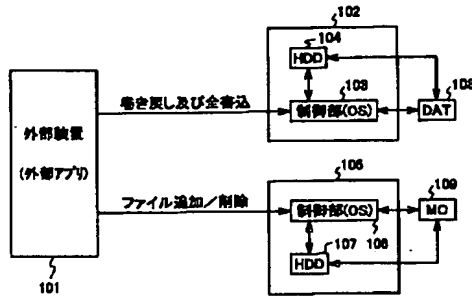 102
104
HDD
103
制御部(OS)
108
DAT
巻き戻し及び全書込
外部装置
(外部アプリ)
105
109
ファイル追加/削除
制御部(OS)
MO
106
107
HDD
101